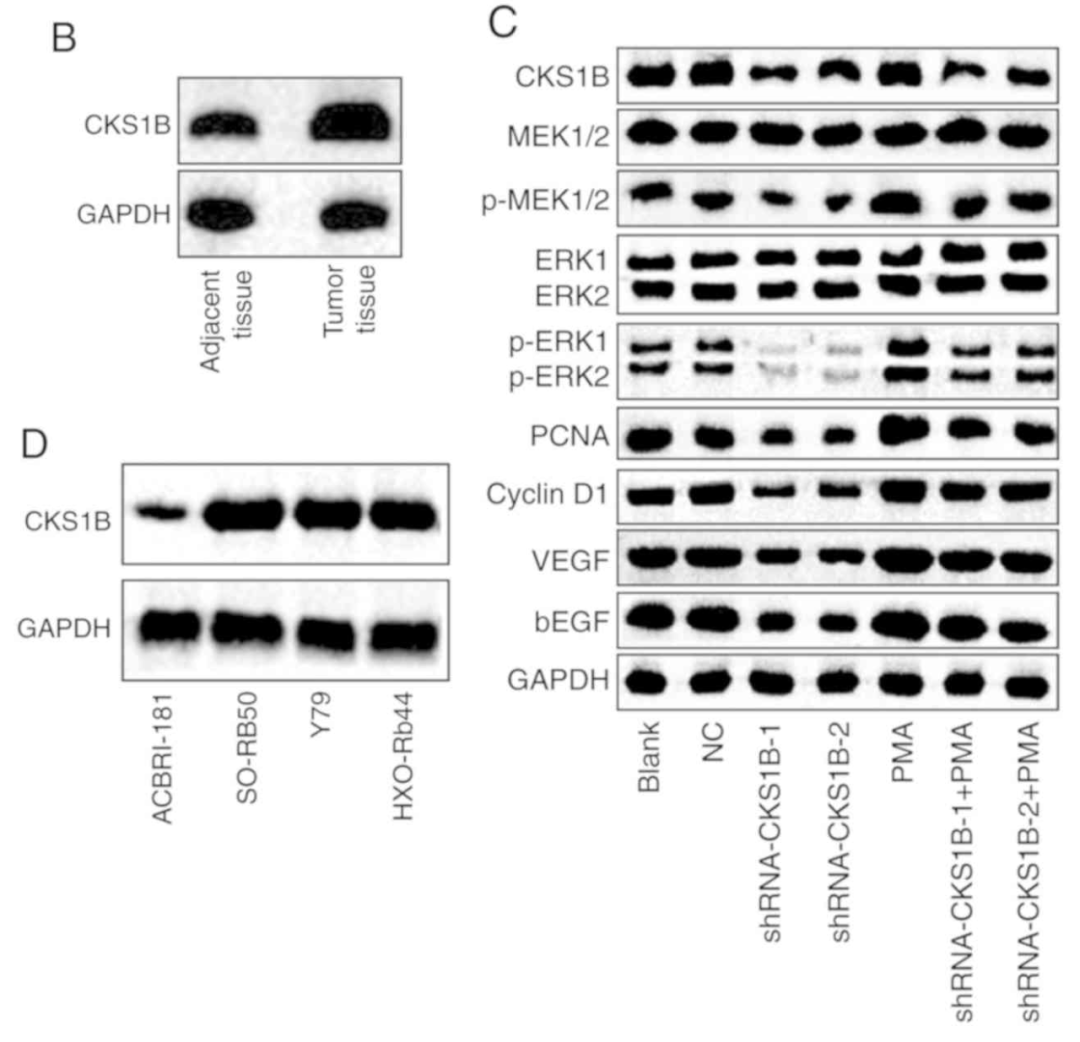 B
CKS1B
GAPDH
Adjacent
tissue
Tumor
tissue
C
CKS1B
MEK1/2
p-MEK1/2
ERK1
ERK2
p-ERK1
p-ERK2
PCNA
Cyclin D1
VEGF
bEGF
GAPDH
Blank
NC
shRNA-CKS1B-1
shRNA-CKS1B-2
PMA
shRNA-CKS1B-1+PMA
shRNA-CKS1B-2+PMA
D
CKS1B
GAPDH
ACBRI-181
SO-RB50
Y79
HXO-Rb44